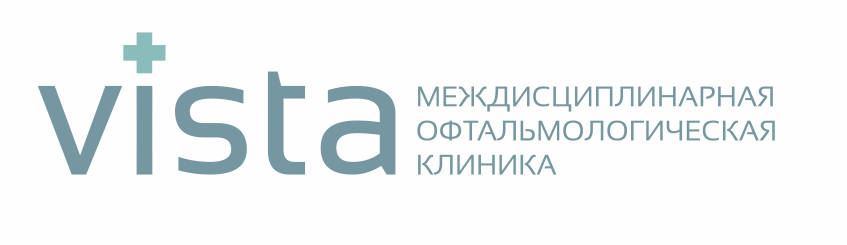 vista
МЕЖДИСЦИПЛИНАРНАЯ
ОФТАЛЬМОЛОГИЧЕСКАЯ
КЛИНИКА